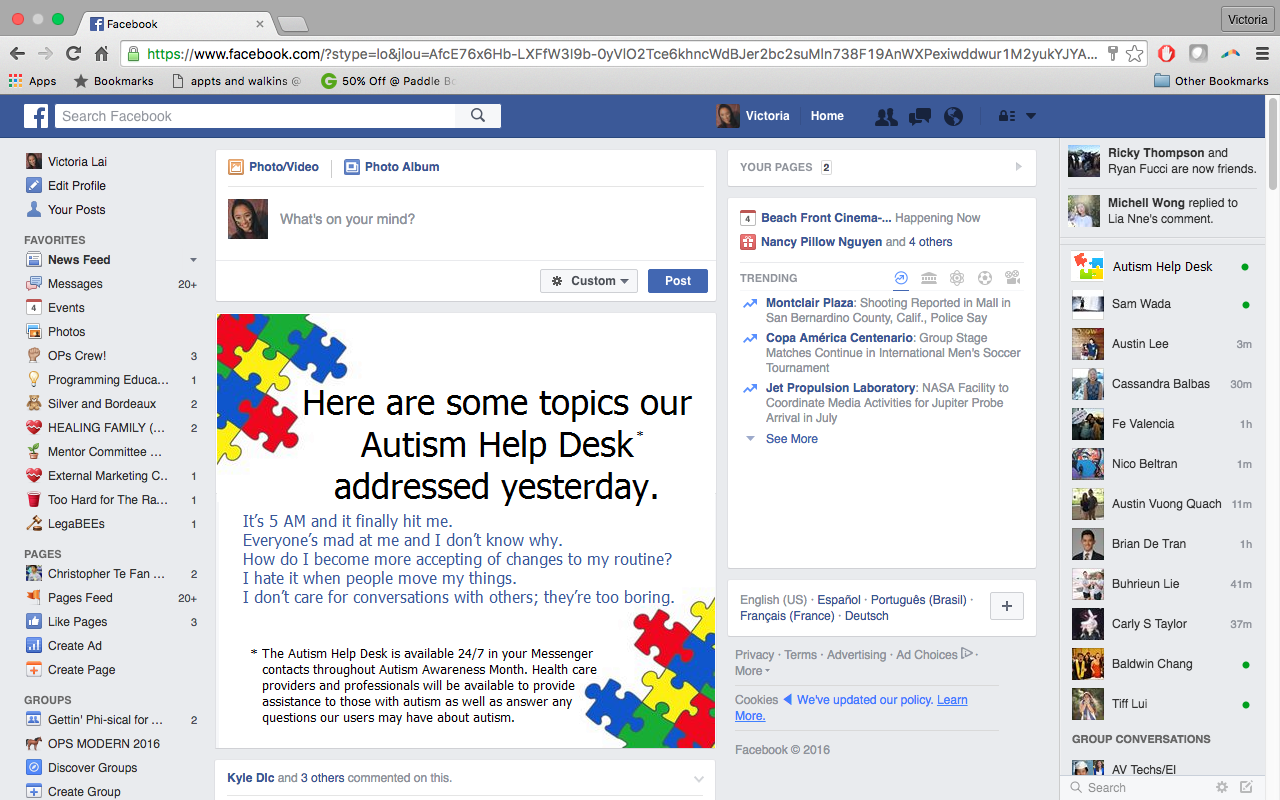 Facebook
Victoria
https://www.facebook.com/?stype=lo&jlou=AfcE76x6Hb-LXFfW3I9b-0yVlO2Tce6khncWdBJer2bc2suMln738F19AnWXPexiwddwur1M2yukYJYA...
Apps
Bookmarks
appts and walkins @
50% Off @ Paddle Bo
Other Bookmarks
Search Facebook
Victoria
Home
Victoria Lai
Edit Profile
Your Posts
FAVORITES
News Feed
Messages 20+
4 Events
Photos
OPs Crew! 3
Programming Educa... 1
Silver and Bordeaux 2
HEALING FAMILY (... 2
Mentor Committee ...
External Marketing C.. 1
Too Hard for The Ra... 1
LegaBEEs 1
PAGES
Christopher Te Fan ... 2
Pages Feed 20+
Like Pages 3
Create Ad
Create Page
GROUPS
Gettin' Phi-sical for ... 2
OPS MODERN 2016
Discover Groups
Create Group
Photo/Video
Photo Album
What's on your mind?
Custom
Post
Here are some topics our
Autism Help Desk*
addressed yesterday.
It's 5 AM and it finally hit me.
Everyone's mad at me and I don't know why.
How do I become more accepting of changes to my routine?
I hate it when people move my things.
I don't care for conversations with others; they're too boring.
* The Autism Help Desk is available 24/7 in your Messenger
contacts throughout Autism Awareness Month. Health care
providers and professionals will be available to provide
assistance to those with autism as well as answer any
questions our users may have about autism.
Kyle Dlc and 3 others commented on this.
YOUR PAGES 2
4 Beach Front Cinema-... Happening Now
Nancy Pillow Nguyen and 4 others
TRENDING
Montclair Plaza: Shooting Reported in Mall in
San Bernardino County, Calif., Police Say
Copa América Centenario: Group Stage
Matches Continue in International Men's Soccer
Tournament
Jet Propulsion Laboratory: NASA Facility to
Coordinate Media Activities for Jupiter Probe
Arrival in July
See More
English (US) · Español · Português (Brasil) ·
Français (France) · Deutsch
+
Privacy · Terms · Advertising · Ad Choices ·
More
Cookies We've updated our policy. Learn
More.
Facebook © 2016
Ricky Thompson and
Ryan Fucci are now friends.
Michell Wong replied to
Lia Nne's comment.
Autism Help Desk
Sam Wada
Austin Lee 3m
Cassandra Balbas 30m
Fe Valencia 1h
Nico Beltran 1m
Austin Vuong Quach 11m
Brian De Tran 1h
Buhrieun Lie 41m
Carly S Taylor 37m
Baldwin Chang
Tiff Lui
GROUP CONVERSATIONS
AV Techs/El
Search